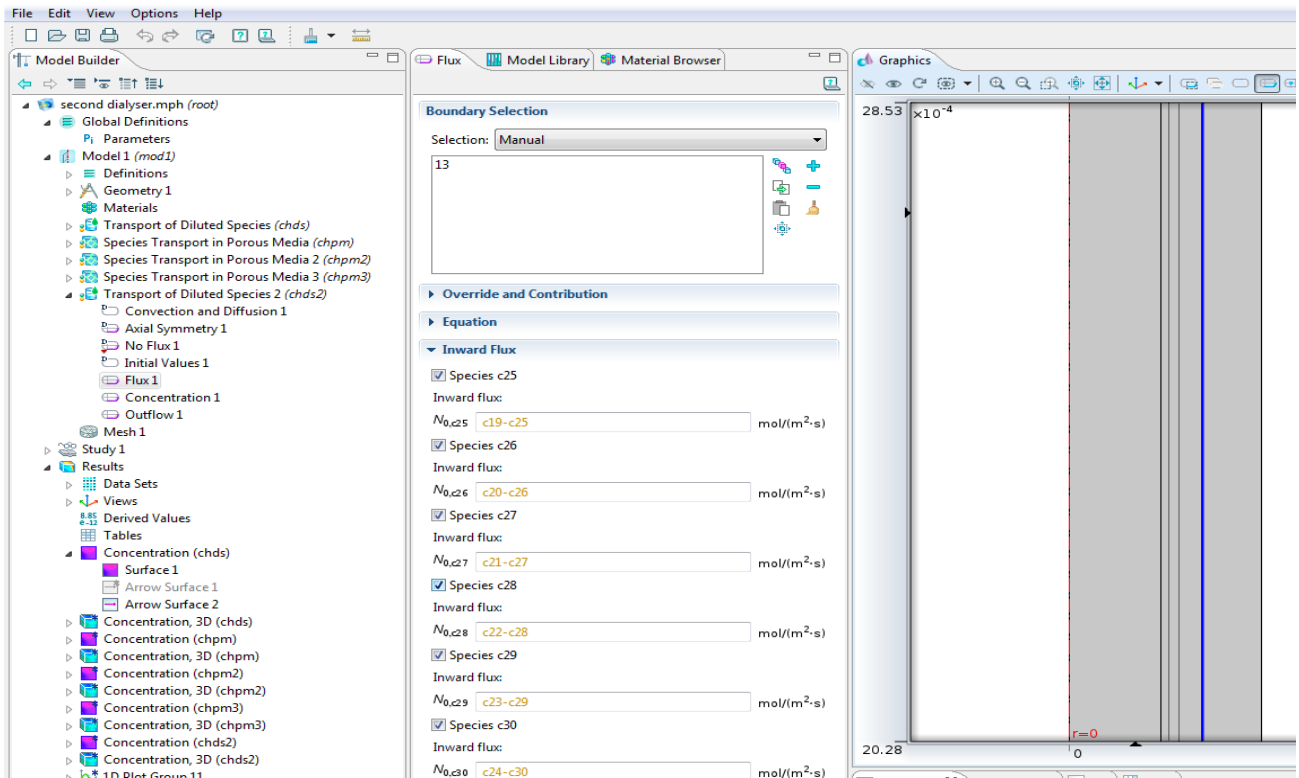 File Edit View Options Help
Model Builder
second dialyser.mph (root)
Global Definitions
Pi Parameters
Model 1 (mod1)
Definitions
Geometry 1
Materials
Transport of Diluted Species (chds)
Species Transport in Porous Media (chpm)
Species Transport in Porous Media 2 (chpm2)
Species Transport in Porous Media 3 (chpm3)
Transport of Diluted Species 2 (chds2)
Convection and Diffusion 1
Axial Symmetry 1
No Flux 1
Initial Values 1
Flux 1
Concentration 1
Outflow 1
Mesh 1
Study 1
Results
Data Sets
Views
8.85 e-12 Derived Values
Tables
Concentration (chds)
Surface 1
Arrow Surface 1
Arrow Surface 2
Concentration, 3D (chds)
Concentration (chpm)
Concentration, 3D (chpm)
Concentration (chpm2)
Concentration, 3D (chpm2)
Concentration (chpm3)
Concentration, 3D (chpm3)
Concentration (chds2)
Concentration, 3D (chds2)
1D Plot Group 11
Flux Model Library Material Browser
Boundary Selection
Selection: Manual
13
Override and Contribution
Equation
Inward Flux
Species c25
Inward flux:
N0,c25 c19-c25 mol/(m²·s)
Species c26
Inward flux:
N0,c26 c20-c26 mol/(m²·s)
Species c27
Inward flux:
N0,c27 c21-c27 mol/(m²·s)
Species c28
Inward flux:
N0,c28 c22-c28 mol/(m²·s)
Species c29
Inward flux:
N0,c29 c23-c29 mol/(m²·s)
Species c30
Inward flux:
N0,c30 c24-c30 mol/(m²·s)
Graphics
28.53 ×10⁻⁴
r=0
20.28
0